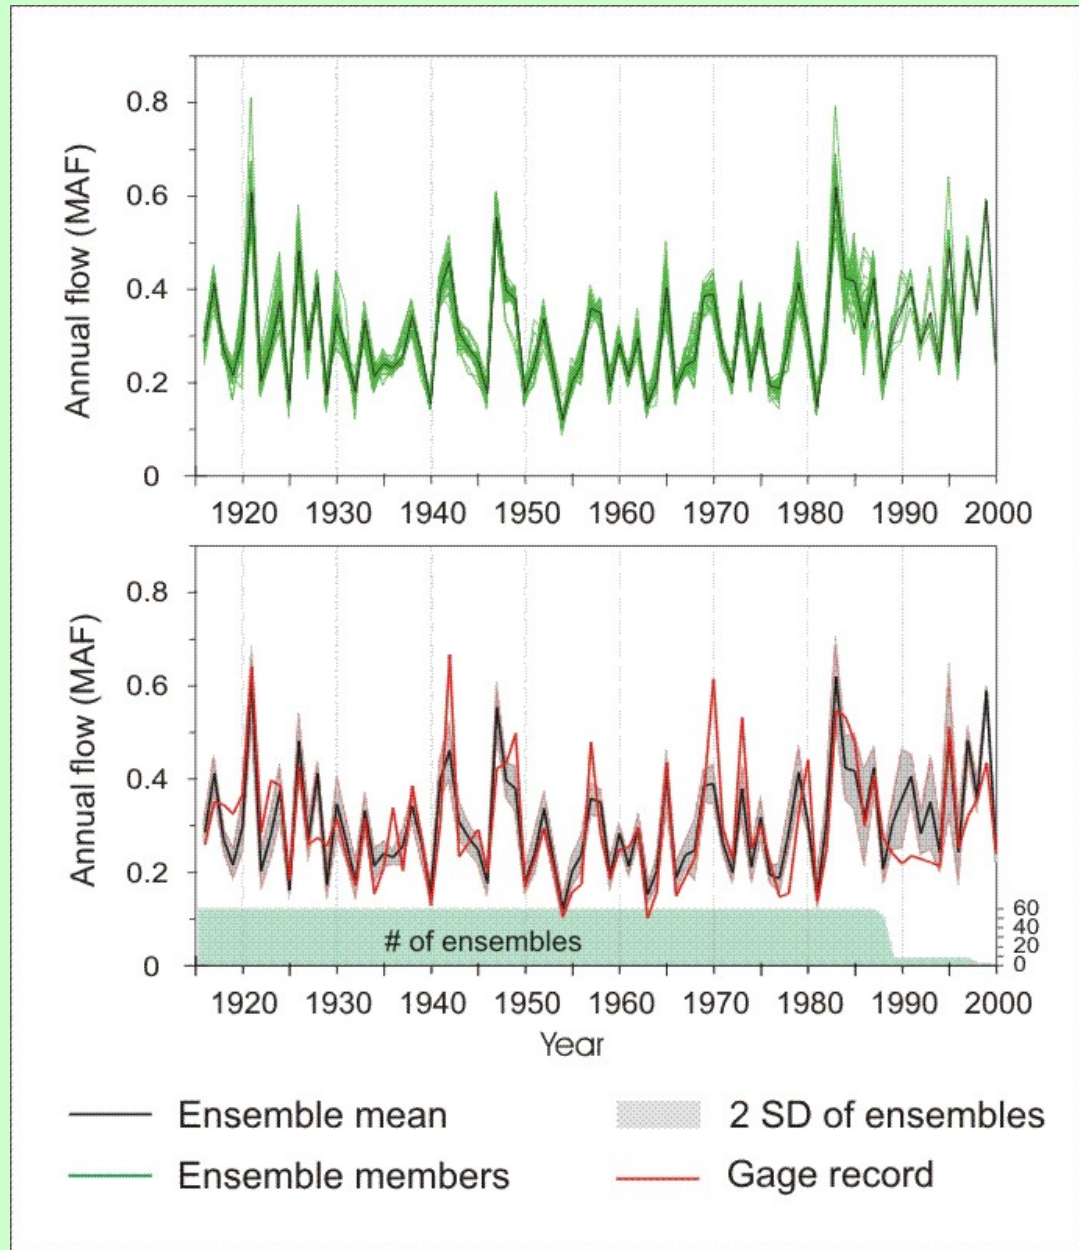 Annual flow (MAF)
0.8
0.6
0.4
0.2
0
1920 1930 1940 1950 1960 1970 1980 1990 2000
Annual flow (MAF)
0.8
0.6
0.4
0.2
0
# of ensembles
60
40
20
0
1920 1930 1940 1950 1960 1970 1980 1990 2000
Year
Ensemble mean
2 SD of ensembles
Ensemble members
Gage record